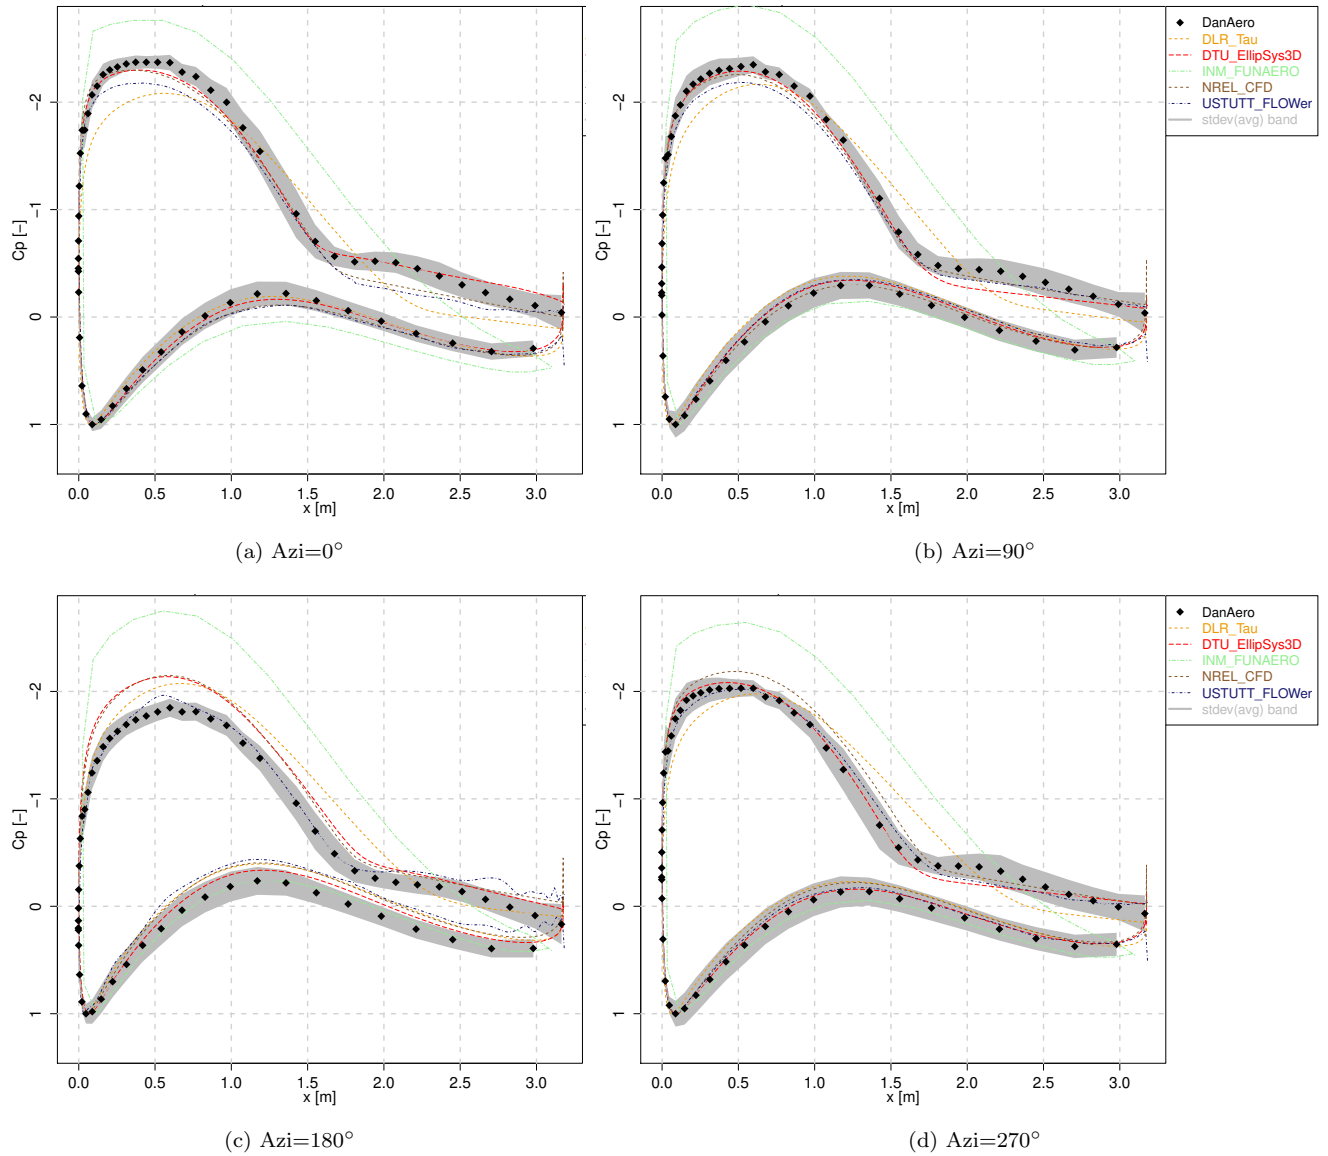 -2
-1
0
1
Cp [−]
0.0 0.5 1.0 1.5 2.0 2.5 3.0
x [m]
(a) Azi=0°
-2
-1
0
1
Cp [−]
0.0 0.5 1.0 1.5 2.0 2.5 3.0
x [m]
(b) Azi=90°
DanAero
DLR_Tau
DTU_EllipSys3D
INM_FUNAERO
NREL_CFD
USTUTT_FLOWer
stdev(avg) band
-2
-1
0
1
Cp [−]
0.0 0.5 1.0 1.5 2.0 2.5 3.0
x [m]
(c) Azi=180°
-2
-1
0
1
Cp [−]
0.0 0.5 1.0 1.5 2.0 2.5 3.0
x [m]
(d) Azi=270°
DanAero
DLR_Tau
DTU_EllipSys3D
INM_FUNAERO
NREL_CFD
USTUTT_FLOWer
stdev(avg) band